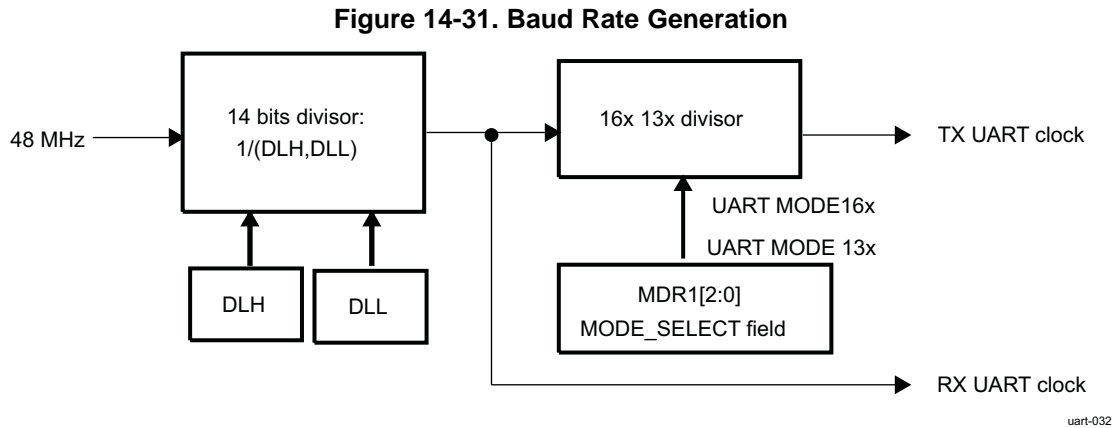 Figure 14-31. Baud Rate Generation
48 MHz
14 bits divisor:
1/(DLH,DLL)
16x 13x divisor
TX UART clock
UART MODE16x
UART MODE 13x
DLH
DLL
MDR1[2:0]
MODE_SELECT field
RX UART clock
uart-032